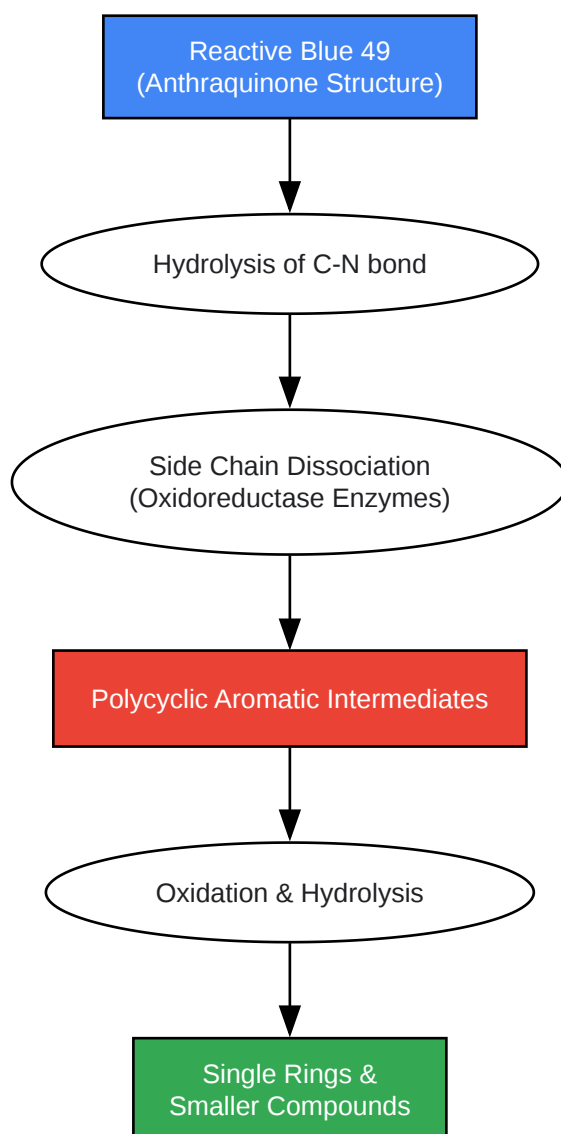 Reactive Blue 49
(Anthraquinone Structure)
Hydrolysis of C-N bond
Side Chain Dissociation
(Oxidoreductase Enzymes)
Polycyclic Aromatic Intermediates
Oxidation & Hydrolysis
Single Rings &
Smaller Compounds